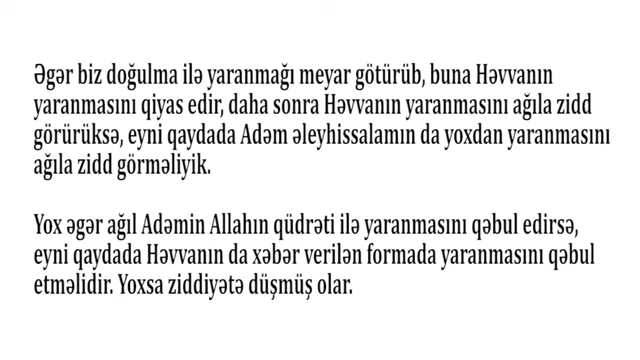 Əgər biz doğulma ilə yaranmağı meyar götürüb, buna Həvvanın
yaranmasını qiyas edir, daha sonra Həvvanın yaranmasını ağıla zidd
görürüksə, eyni qaydada Adəm əleyhissalamın da yoxdan yaranmasını
ağıla zidd görməliyik.
Yox əgər ağıl Adəmin Allahın qüdrəti ilə yaranmasını qəbul edirsə,
eyni qaydada Həvvanın da xəbər verilən formada yaranmasını qəbul
etməlidir. Yoxsa ziddiyətə düşmüş olar.